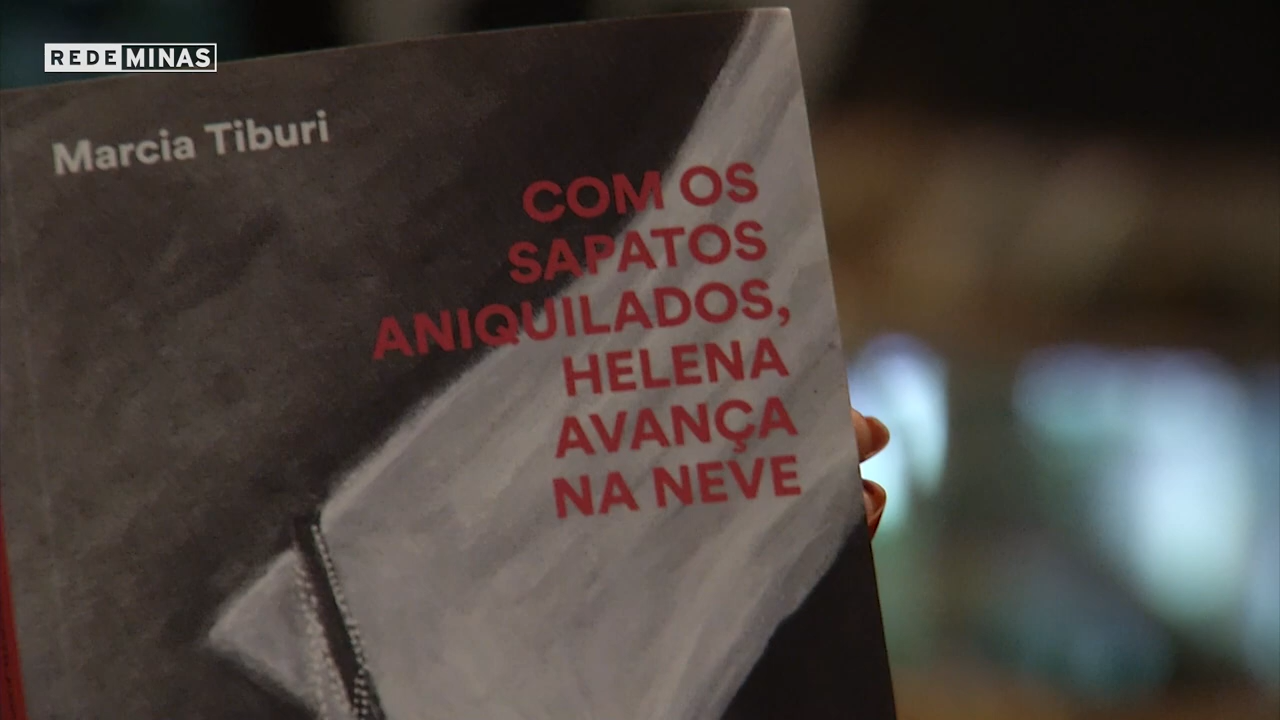 REDEMINAS
Marcia Tiburi
COM OS
SAPATOS
ANIQUILADOS,
HELENA
AVANÇA
NA NEVE